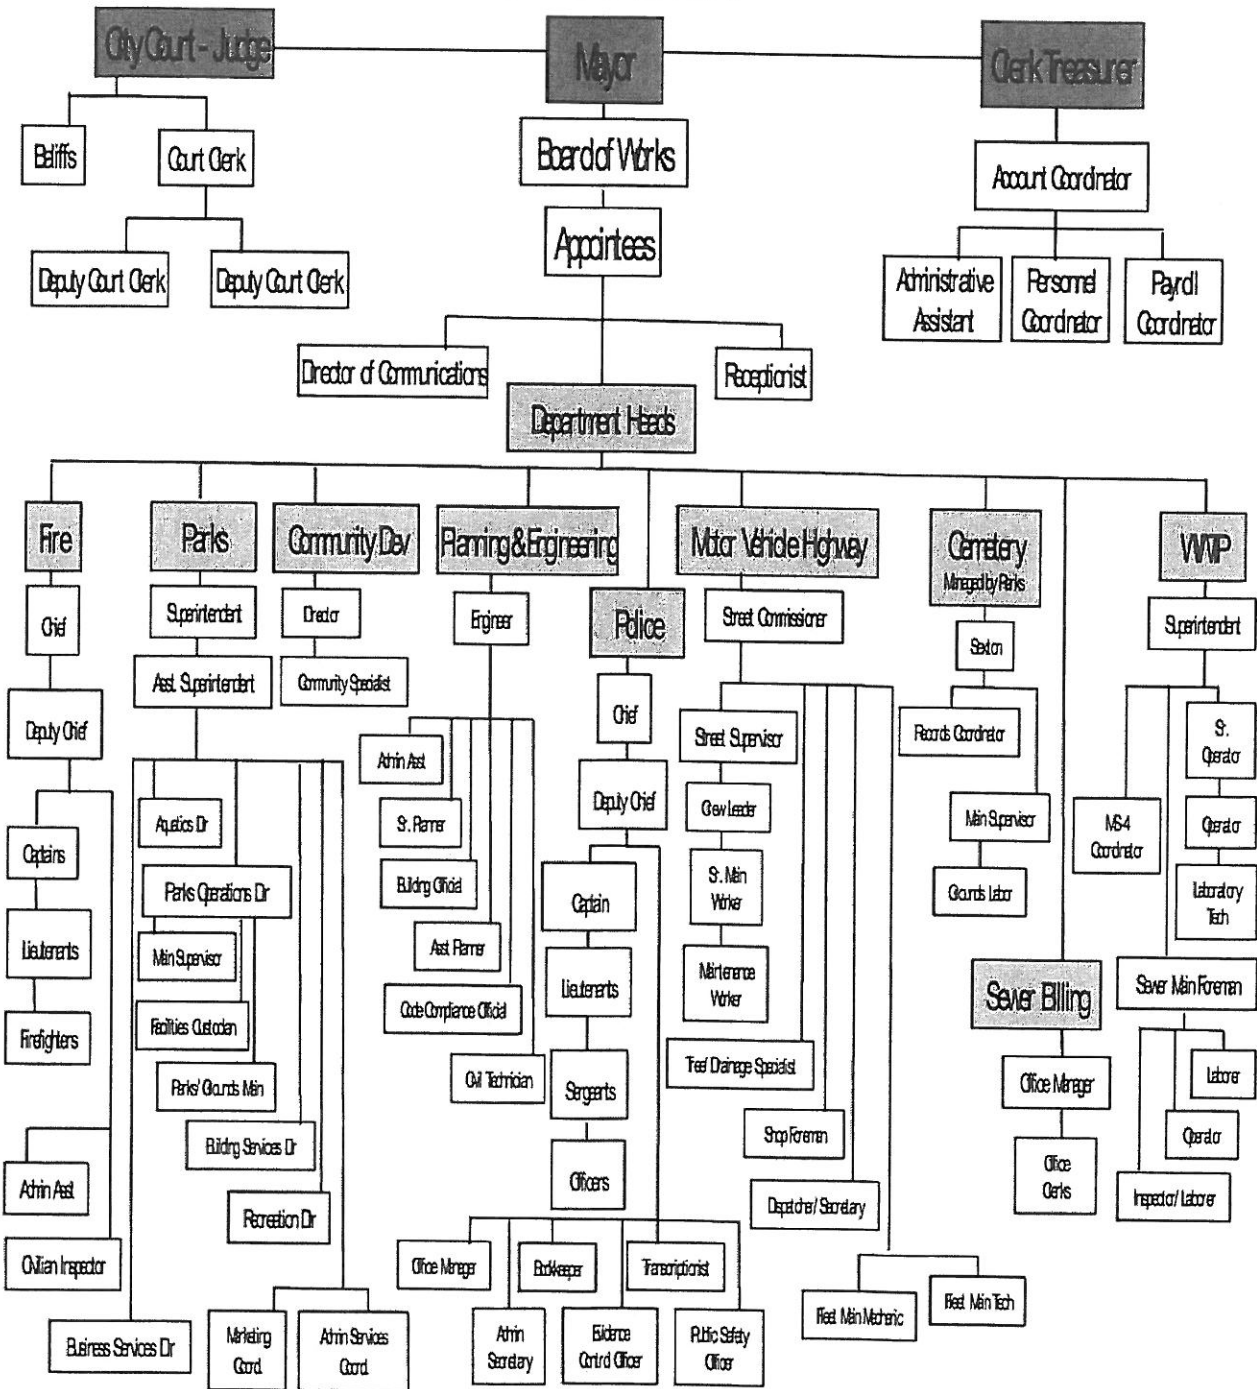 City Court - Judge
Mayor
Clerk Treasurer
Baliffs
Court Clerk
Board of Works
Account Coordinator
Appointees
Deputy Court Clerk
Deputy Court Clerk
Administrative
Assistant
Personnel
Coordinator
Payroll
Coordinator
Director of Communications
Receptionist
Department Heads
Fire
Parks
Community Dev
Planning & Engineering
Police
Motor Vehicle Highway
Cemetery
Managed by Parks
WWTP
Chief
Deputy Chief
Captains
Lieutenants
Firefighters
Admin Asst
Civilian Inspector
Superintendent
Asst. Superintendent
Aquatics Dir
Parks Operations Dir
Main Supervisor
Facilities Custodian
Parks' Grounds Main
Building Services Dir
Recreation Dir
Business Services Dir
Marketing
Coord.
Admin Services
Coord.
Director
Community Specialist
Engineer
Admin Asst
Sr. Planner
Building Official
Asst Planner
Code Compliance Official
Civil Technician
Chief
Deputy Chief
Captain
Lieutenants
Sergeants
Officers
Office Manager
Bookkeeper
Transcriptionist
Admin
Secretary
Evidence
Control Officer
Public Safety
Officer
Street Commissioner
Street Supervisor
Crew Leader
Sr. Main
Worker
Maintenence
Worker
Tree/ Drainage Specialist
Shop Foreman
Dispatcher/ Secretary
Fleet Main Mechanic
Fleet Main Tech
Sexton
Records Coordinator
Main Supervisor
Grounds Labor
Sewer Billing
Office Manager
Office
Clerks
Superintendent
MS-4
Coordinator
Sr.
Operator
Operator
Laboratory
Tech
Sewer Main Foreman
Laborer
Operator
Inspector/ Laborer